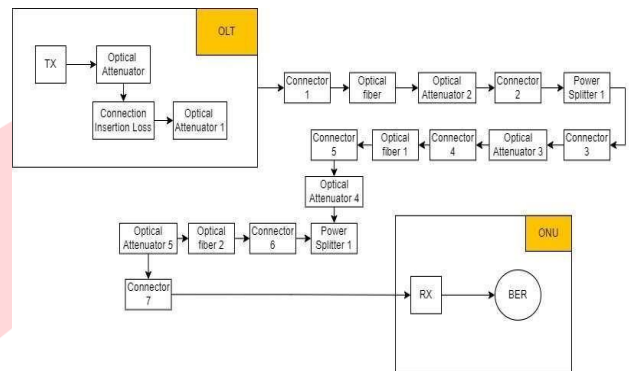 OLT
TX
Optical
Attenuator
Connection
Insertion Loss
Optical
Attenuator 1
Connector
1
Optical
fiber
Optical
Attenuator 2
Connector
2
Power
Splitter 1
Connector
5
Optical
fiber 1
Connector
4
Optical
Attenuator 3
Connector
3
Optical
Attenuator 4
Optical
Attenuator 5
Optical
fiber 2
Connector
6
Power
Splitter 1
Connector
7
ONU
RX
BER